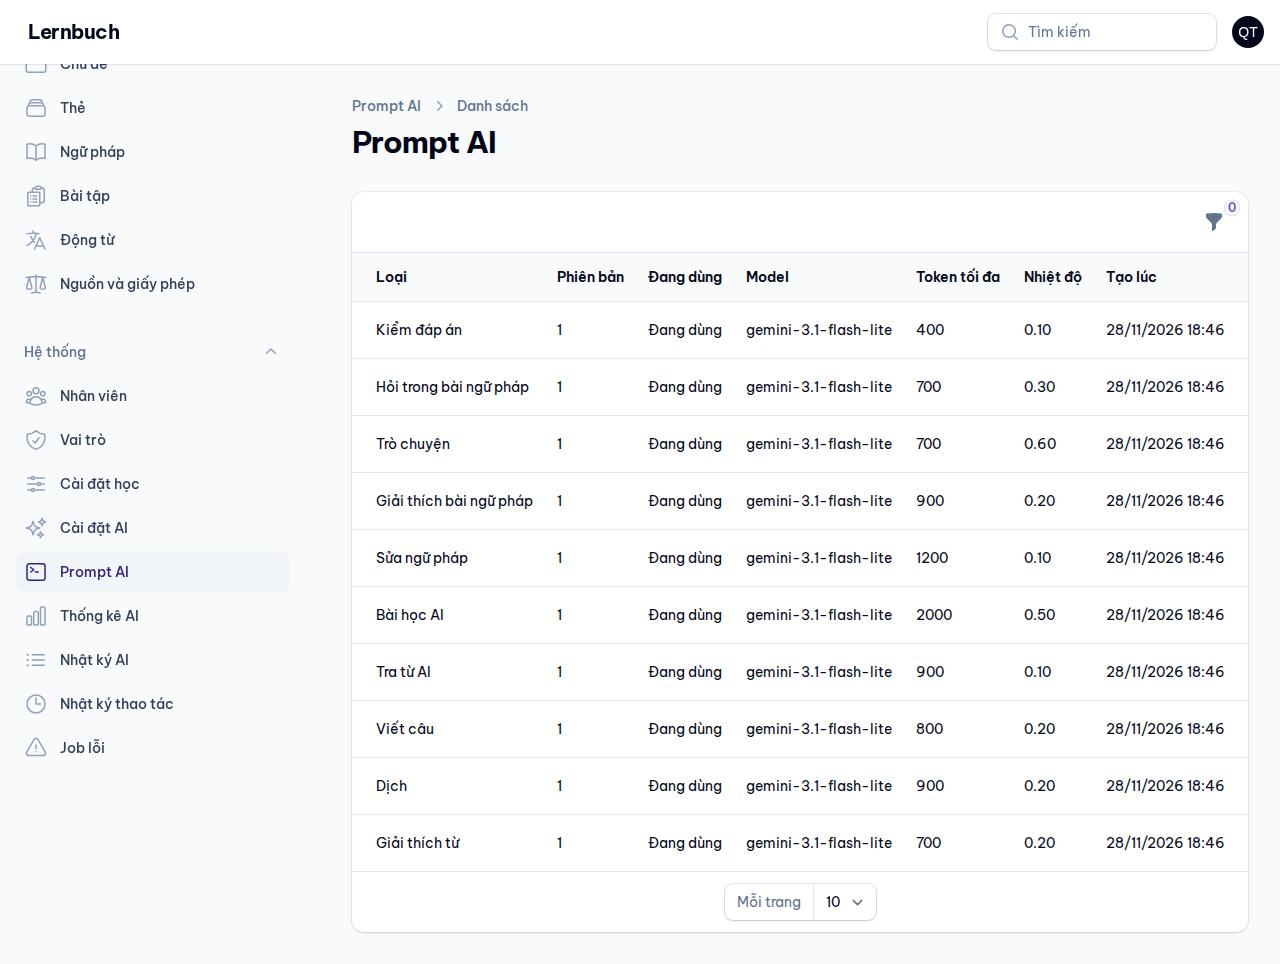 Lernbuch
Tìm kiếm
QT
Chủ đề
Thẻ
Ngữ pháp
Bài tập
Động từ
Nguồn và giấy phép
Hệ thống
Nhân viên
Vai trò
Cài đặt học
Cài đặt AI
Prompt AI
Thống kê AI
Nhật ký AI
Nhật ký thao tác
Job lỗi
Prompt AI Danh sách
Prompt AI
0
Loại Phiên bản Đang dùng Model Token tối đa Nhiệt độ Tạo lúc
Kiểm đáp án 1 Đang dùng gemini-3.1-flash-lite 400 0.10 28/11/2026 18:46
Hỏi trong bài ngữ pháp 1 Đang dùng gemini-3.1-flash-lite 700 0.30 28/11/2026 18:46
Trò chuyện 1 Đang dùng gemini-3.1-flash-lite 700 0.60 28/11/2026 18:46
Giải thích bài ngữ pháp 1 Đang dùng gemini-3.1-flash-lite 900 0.20 28/11/2026 18:46
Sửa ngữ pháp 1 Đang dùng gemini-3.1-flash-lite 1200 0.10 28/11/2026 18:46
Bài học AI 1 Đang dùng gemini-3.1-flash-lite 2000 0.50 28/11/2026 18:46
Tra từ AI 1 Đang dùng gemini-3.1-flash-lite 900 0.10 28/11/2026 18:46
Viết câu 1 Đang dùng gemini-3.1-flash-lite 800 0.20 28/11/2026 18:46
Dịch 1 Đang dùng gemini-3.1-flash-lite 900 0.20 28/11/2026 18:46
Giải thích từ 1 Đang dùng gemini-3.1-flash-lite 700 0.20 28/11/2026 18:46
Mỗi trang 10